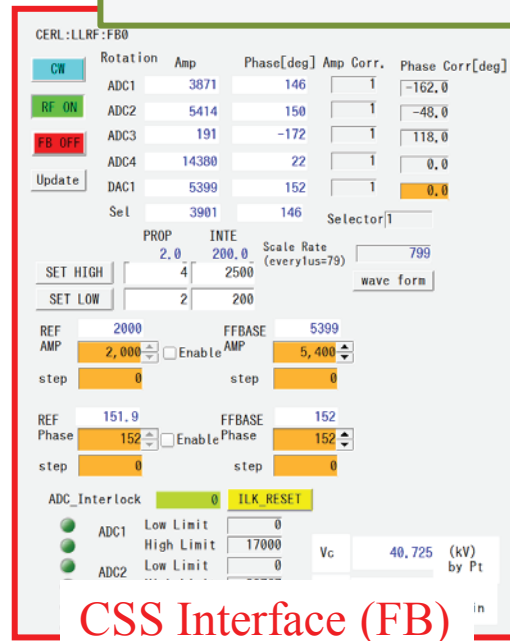 CERL:LLRF:FB0
Rotation Amp Phase[deg] Amp Corr. Phase Corr[deg]
CW
ADC1 3871 146 1 -162.0
RF ON ADC2 5414 150 1 -48.0
FB OFF ADC3 191 -172 1 118.0
ADC4 14380 22 1 0.0
Update DAC1 5399 152 1 0.0
Sel 3901 146 Selector 1
PROP INTE
2.0 200.0 Scale Rate (every1us=79) 799
SET HIGH 4 2500 wave form
SET LOW 2 200
REF AMP 2000 FFBASE AMP 5399
2,000 Enable 5,400
step 0 step 0
REF Phase 151.9 FFBASE Phase 152
152 Enable 152
step 0 step 0
ADC_Interlock 0 ILK_RESET
ADC1 Low Limit 0
High Limit 17000 Vc 40.725 (kV) by Pt
ADC2 Low Limit 0
in
CSS Interface (FB)